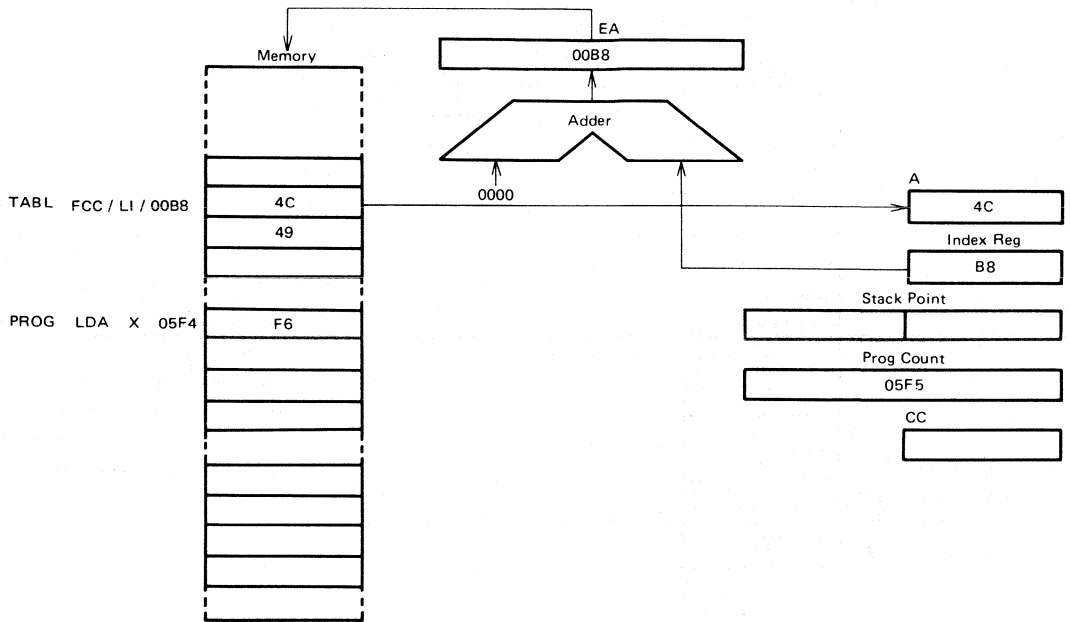 EA
00B8
Memory
Adder
0000
A
TABL FCC / LI / 00B8 4C 4C
49
Index Reg
B8
Stack Point
PROG LDA X 05F4 F6
Prog Count
05F5
CC